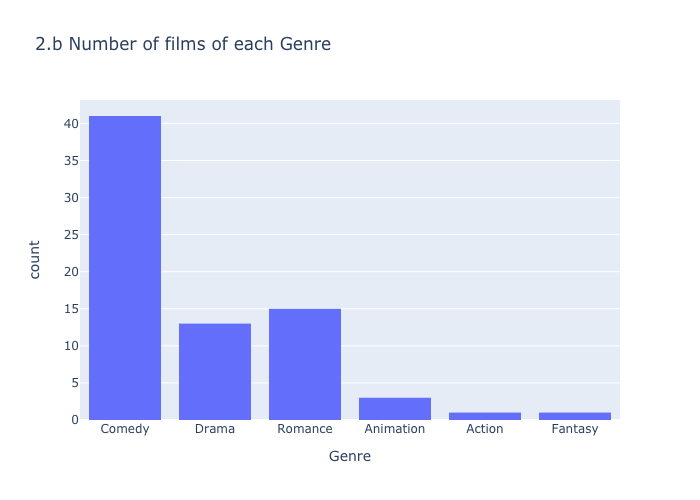 2.b Number of films of each Genre
count
40
35
30
25
20
15
10
5
0
Comedy Drama Romance Animation Action Fantasy
Genre